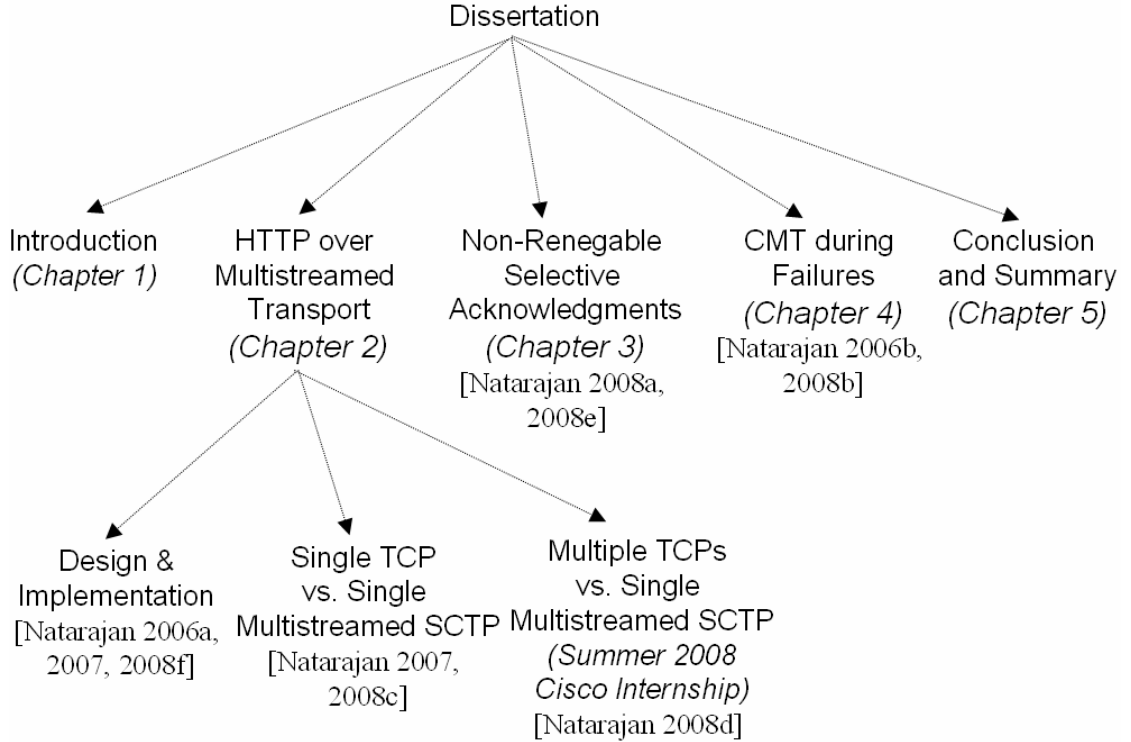 Dissertation
Introduction
(Chapter 1)
HTTP over
Multistreamed
Transport
(Chapter 2)
Non-Renegable
Selective
Acknowledgments
(Chapter 3)
[Natarajan 2008a,
2008e]
CMT during
Failures
(Chapter 4)
[Natarajan 2006b,
2008b]
Conclusion
and Summary
(Chapter 5)
Design &
Implementation
[Natarajan 2006a,
2007, 2008f]
Single TCP
vs. Single
Multistreamed SCTP
[Natarajan 2007,
2008c]
Multiple TCPs
vs. Single
Multistreamed SCTP
(Summer 2008
Cisco Internship)
[Natarajan 2008d]